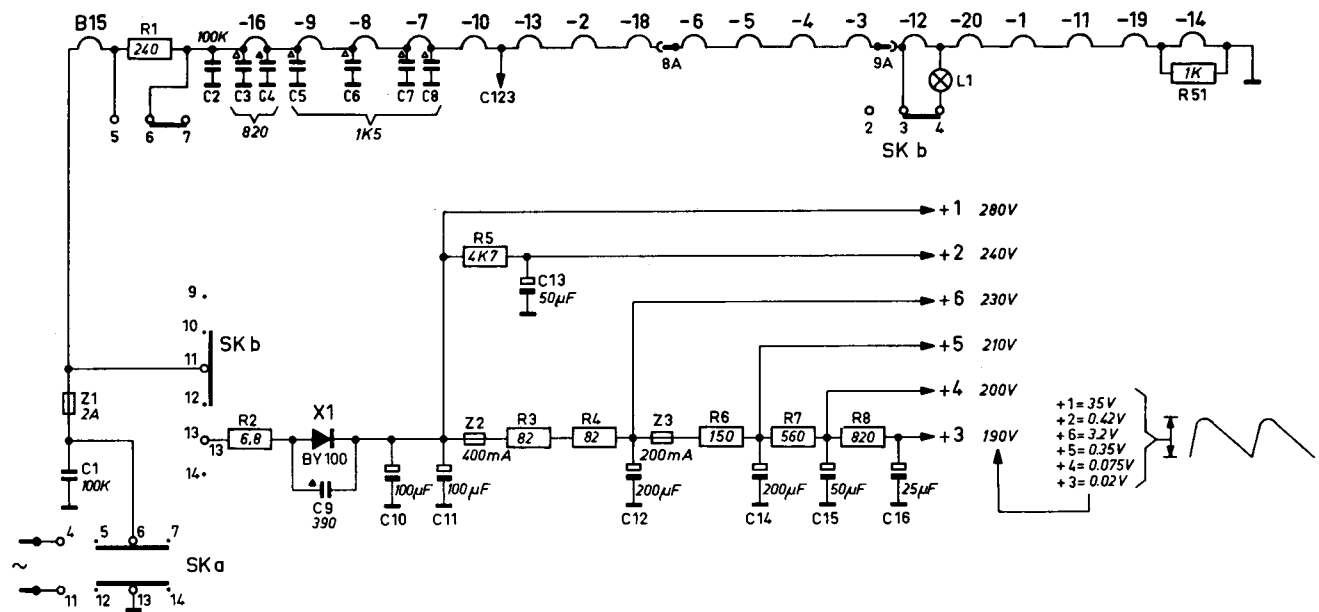 B15 -16 -9 -8 -7 -10 -13 -2 -18 -6 -5 -4 -3 -12 -20 -1 -11 -19 -14
R1 100K
240
8A 9A 1K
C2 C3 C4 C5 C6 C7 C8 C123 L1 R51
5 6 7 820 1K5 2 3 4
SK b
+1 280V
R5
4K7 +2 240V
C13
50µF
9 +6 230V
10
SK b
11 +5 210V
12
Z1
2A +4 200V
13 13 R2 X1 Z2 R3 R4 Z3 R6 R7 R8
6,8 BY100 400mA 82 82 200mA 150 560 820 +3 190V
+1 = 35V
+2 = 0.42V
+6 = 3.2V
+5 = 0.35V
+4 = 0.075V
+3 = 0.02V
14
C1
100K
C9
390
100µF 100µF 200µF 200µF 50µF 25µF
C10 C11 C12 C14 C15 C16
4 5 6 7
~ SK a
11 12 13 14